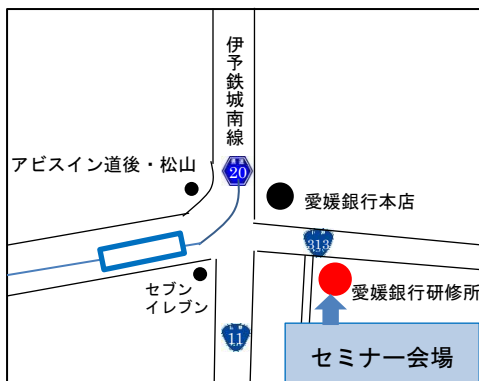 伊予鉄城南線
アビスイン道後・松山
20
愛媛銀行本店
313
セブン
イレブン
愛媛銀行研修所
11
セミナー会場